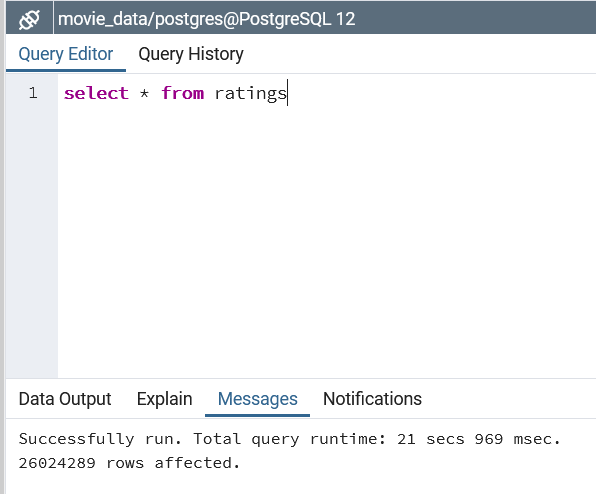 movie_data/postgres@PostgreSQL 12
Query Editor Query History
1 select * from ratings
Data Output Explain Messages Notifications
Successfully run. Total query runtime: 21 secs 969 msec.
26024289 rows affected.